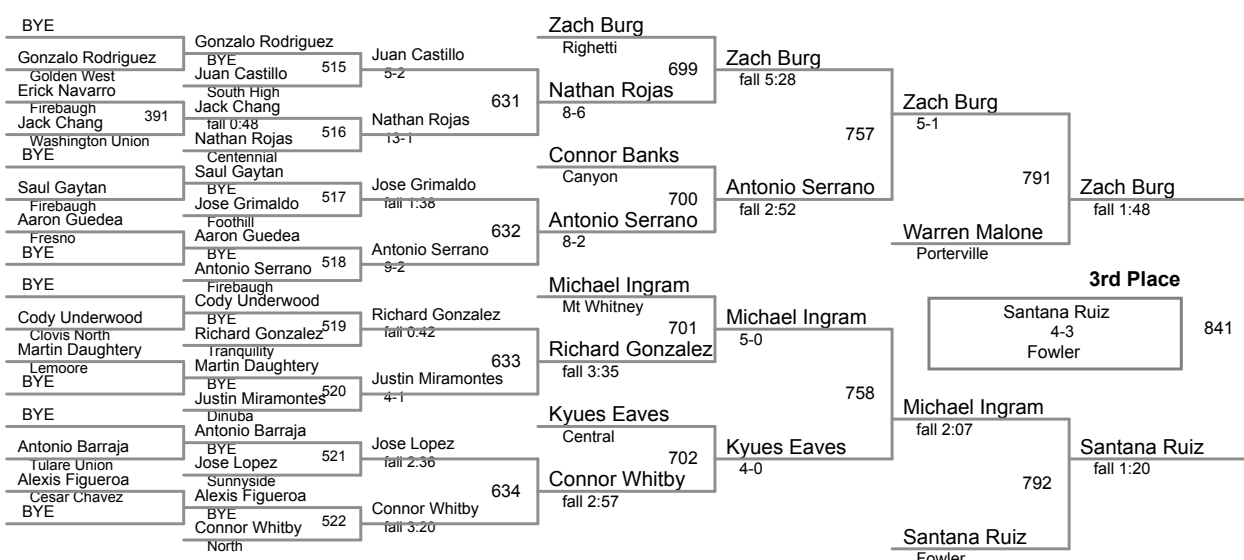 BYE
Gonzalo Rodriguez
Golden West
Erick Navarro
Firebaugh
Jack Chang
391
Washington Union
BYE
Saul Gaytan
Firebaugh
Aaron Guedea
Fresno
BYE
BYE
Cody Underwood
Clovis North
Martin Daughtery
Lemoore
BYE
BYE
Antonio Barraja
Tulare Union
Alexis Figueroa
Cesar Chavez
BYE
Gonzalo Rodriguez
BYE
Juan Castillo
515
South High
Jack Chang
fall 0:48
Nathan Rojas
516
Centennial
Saul Gaytan
BYE
Jose Grimaldo
517
Foothill
Aaron Guedea
BYE
Antonio Serrano
518
Firebaugh
Cody Underwood
BYE
Richard Gonzalez
519
Tranquility
Martin Daughtery
BYE
Justin Miramontes
520
Dinuba
Antonio Barraja
BYE
Jose Lopez
521
Sunnyside
Alexis Figueroa
BYE
Connor Whitby
522
North
Juan Castillo
5-2
631
Nathan Rojas
13-1
Jose Grimaldo
fall 1:38
632
Antonio Serrano
9-2
Richard Gonzalez
fall 0:42
633
Justin Miramontes
4-1
Jose Lopez
fall 2:36
634
Connor Whitby
fall 3:20
Zach Burg
Righetti
699
Nathan Rojas
8-6
Connor Banks
Canyon
700
Antonio Serrano
8-2
Michael Ingram
Mt Whitney
701
Richard Gonzalez
fall 3:35
Kyues Eaves
Central
702
Connor Whitby
fall 2:57
Zach Burg
fall 5:28
757
Antonio Serrano
fall 2:52
Michael Ingram
5-0
758
Kyues Eaves
4-0
Zach Burg
5-1
791
Warren Malone
Porterville
Michael Ingram
fall 2:07
792
Santana Ruiz
Fowler
Zach Burg
fall 1:48
3rd Place
Santana Ruiz
4-3
Fowler
841
Santana Ruiz
fall 1:20